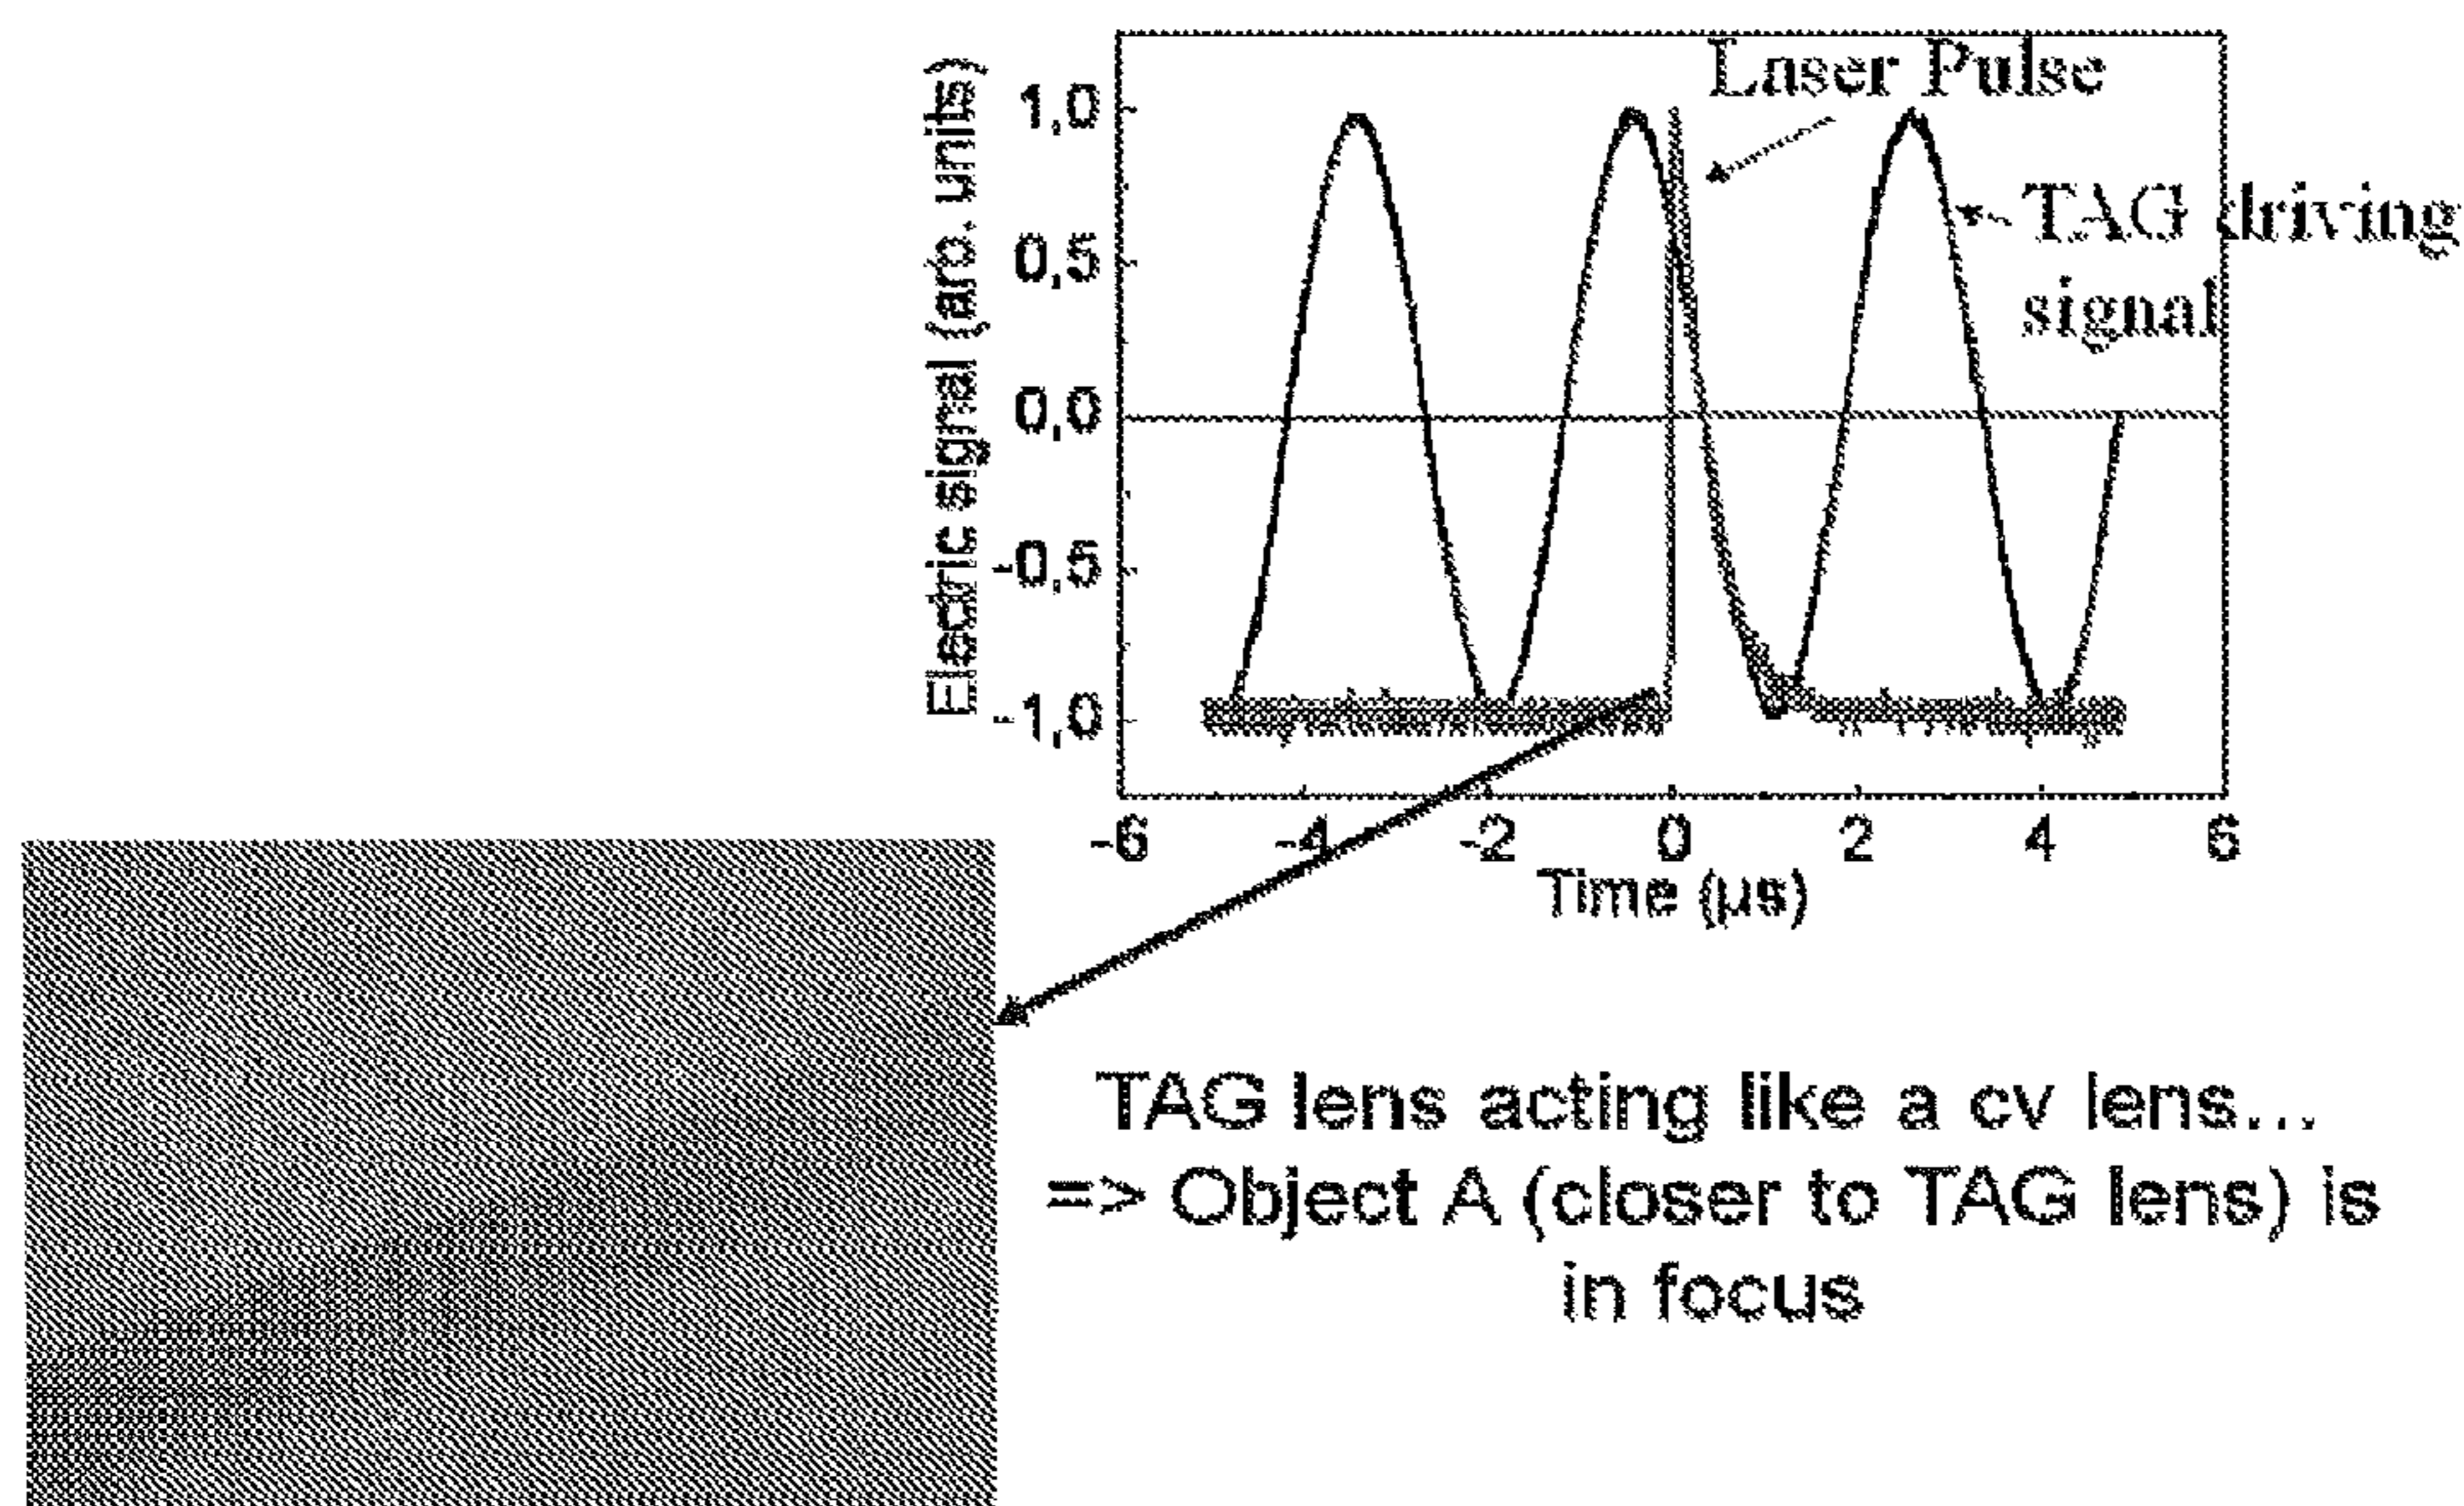 Laser Pulse
TAG driving
signal
Electric signal (arb. units)
1,0
0,5
0,0
-0,5
-1,0
-6 -4 -2 0 2 4 6
Time (µs)
TAG lens acting like a cv lens...
=> Object A (closer to TAG lens) is
in focus